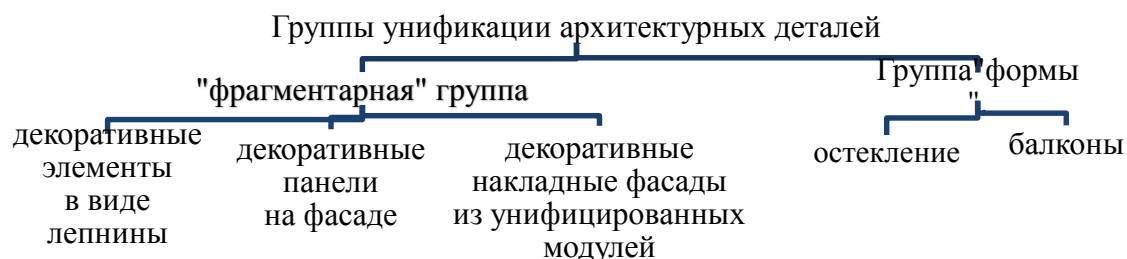 Группы унификации архитектурных деталей
"фрагментарная" группа
Группа"формы
".
декоративные
элементы
в виде
лепнины
декоративные
панели
на фасаде
декоративные
накладные фасады
из унифицированных
модулей
остекление
балконы